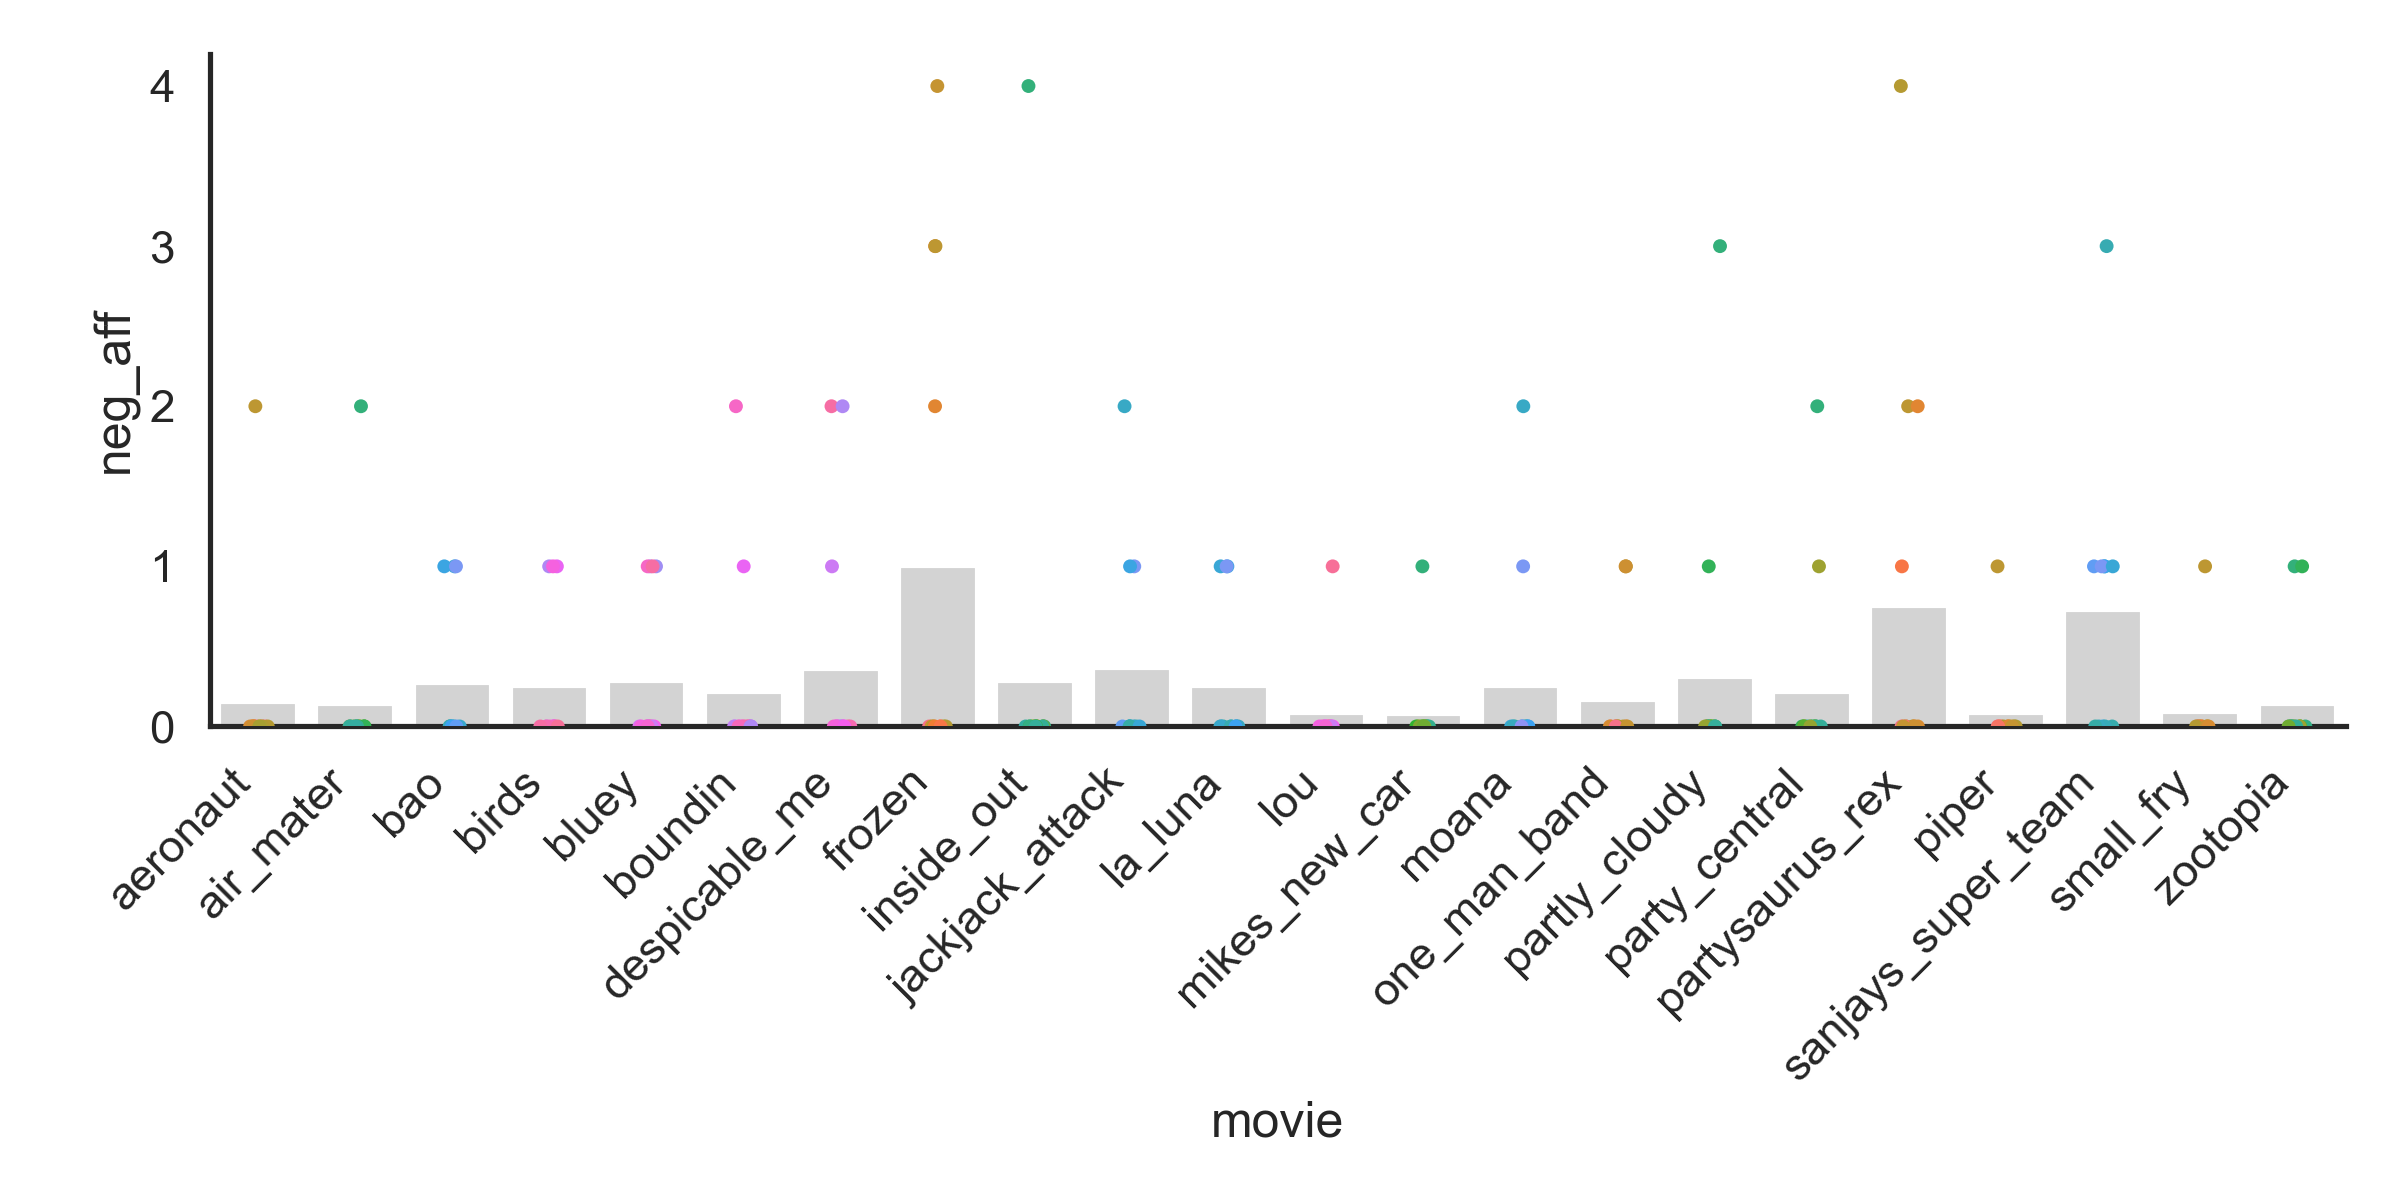 4
3
2
1
0
neg_aff
aeronaut
air_mater
bao
birds
bluey
boundin
despicable_me
frozen
inside_out
jackjack_attack
la_luna
lou
mikes_new_car
moana
one_man_band
partly_cloudy
party_central
partysaurus_rex
piper
sanjays_super_team
small_fry
zootopia
movie